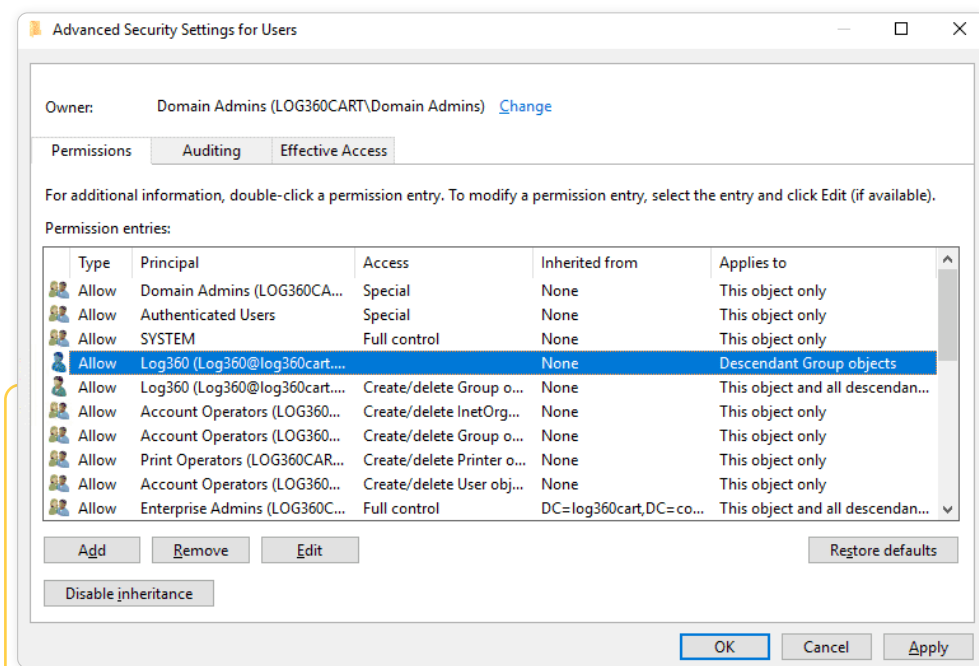 Advanced Security Settings for Users
Owner: Domain Admins (LOG360CART\Domain Admins) Change
Permissions Auditing Effective Access
For additional information, double-click a permission entry. To modify a permission entry, select the entry and click Edit (if available).
Permission entries:
Type Principal Access Inherited from Applies to
Allow Domain Admins (LOG360CA... Special None This object only
Allow Authenticated Users Special None This object only
Allow SYSTEM Full control None This object only
Allow Log360 (Log360@log360cart.... None Descendant Group objects
Allow Log360 (Log360@log360cart.... Create/delete Group o... None This object and all descendan...
Allow Account Operators (LOG360... Create/delete InetOrg... None This object only
Allow Account Operators (LOG360... Create/delete Group o... None This object only
Allow Print Operators (LOG360CAR... Create/delete Printer o... None This object only
Allow Account Operators (LOG360... Create/delete User obj... None This object only
Allow Enterprise Admins (LOG360C... Full control DC=log360cart,DC=co... This object and all descendan...
Add Remove Edit Restore defaults
Disable inheritance
OK Cancel Apply